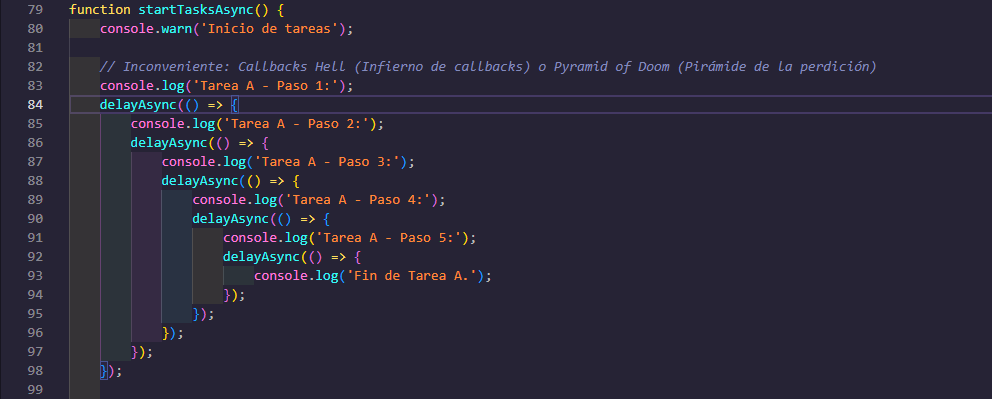 79 function startTasksAsync() {
80     console.warn('Inicio de tareas');
81
82     // Inconveniente: Callbacks Hell (Infierno de callbacks) o Pyramid of Doom (Pirámide de la perdición)
83     console.log('Tarea A - Paso 1:');
84     delayAsync(() => {
85         console.log('Tarea A - Paso 2:');
86         delayAsync(() => {
87             console.log('Tarea A - Paso 3:');
88             delayAsync(() => {
89                 console.log('Tarea A - Paso 4:');
90                 delayAsync(() => {
91                     console.log('Tarea A - Paso 5:');
92                     delayAsync(() => {
93                         console.log('Fin de Tarea A.');
94                     });
95                 });
96             });
97         });
98     });
99